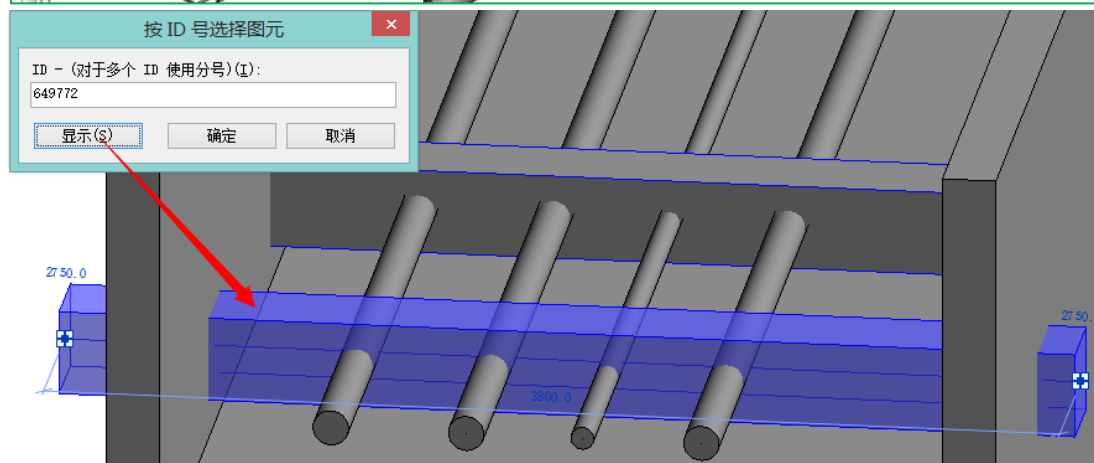 按 ID 号选择图元
ID - (对于多个 ID 使用分号)(I):
649772
显示(S)
确定
取消
2750.0
2750.
3800.0